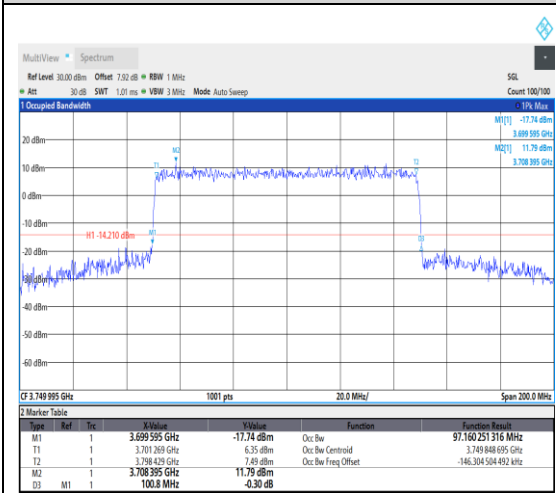 MultiView Spectrum
Ref Level 30.00 dBm Offset 7.92 dB RBW 1 MHz SGL
Att 30 dB SWT 1.01 ms VBW 3 MHz Mode Auto Sweep Count 100/100
1 Occupied Bandwidth 1Pk Max
M1[1] -17.74 dBm
3.699 595 GHz
M2[1] 11.79 dBm
3.708 395 GHz
20 dBm
M2
T1 T2
10 dBm
0 dBm
-10 dBm
H1 -14.210 dBm
M1 D3
-20 dBm
-30 dBm
-40 dBm
-50 dBm
-60 dBm
CF 3.749 995 GHz 1001 pts 20.0 MHz/ Span 200.0 MHz
2 Marker Table
Type Ref Trc X-Value Y-Value Function Function Result
M1 1 3.699 595 GHz -17.74 dBm Occ Bw 97.160 251 316 MHz
T1 1 3.701 269 GHz 6.35 dBm Occ Bw Centroid 3.749 848 695 GHz
T2 1 3.798 429 GHz 7.49 dBm Occ Bw Freq Offset -146.304 504 492 kHz
M2 1 3.708 395 GHz 11.79 dBm
D3 M1 1 100.8 MHz -0.30 dB